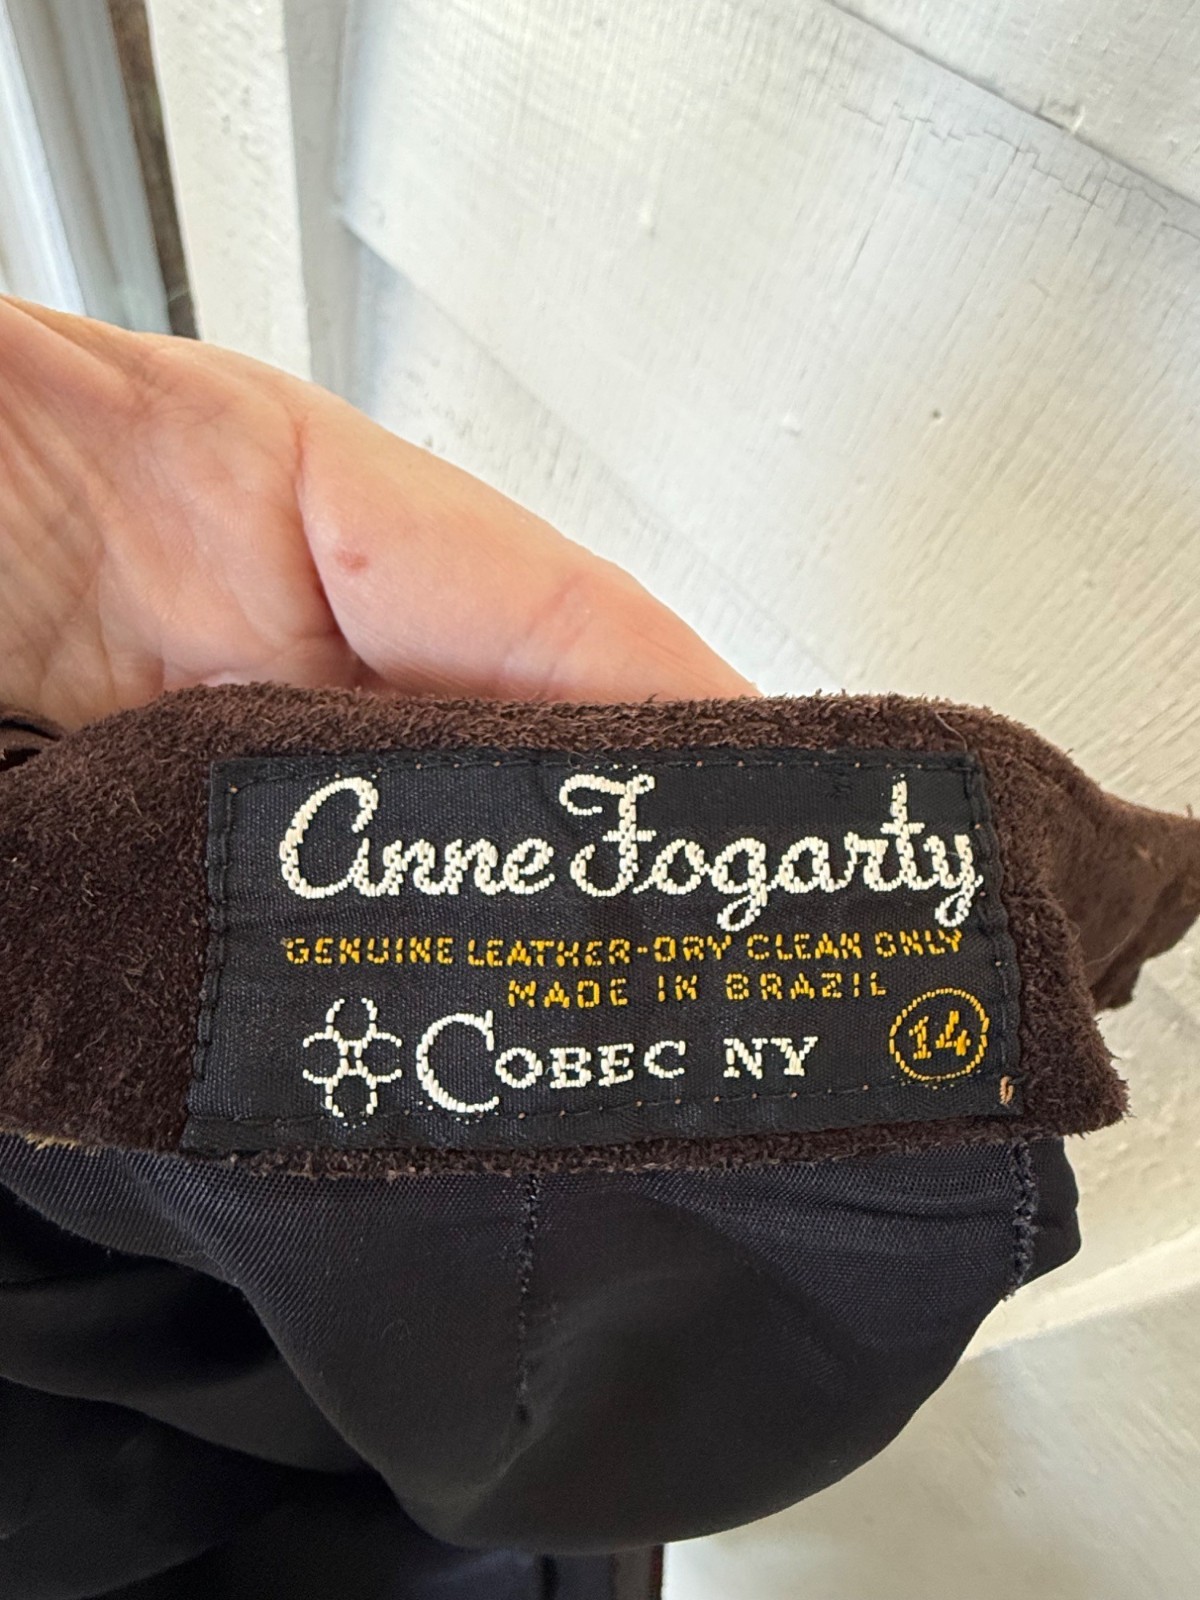 Anne Fogarty
GENUINE LEATHER-DRY CLEAN ONLY
MADE IN BRAZIL
COBEC NY 14